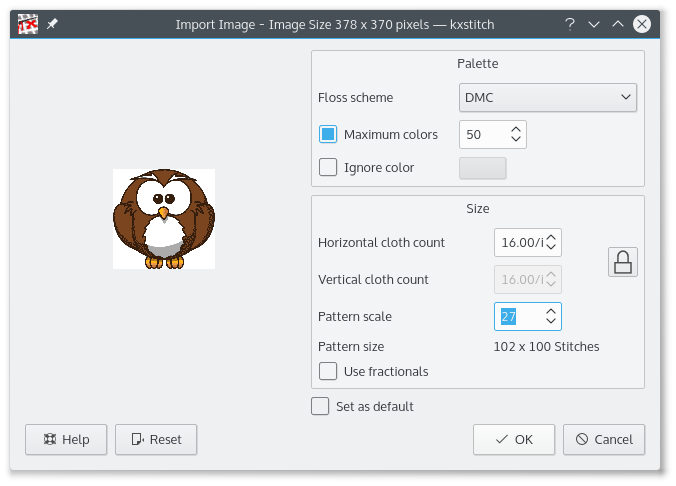 Import Image - Image Size 378 x 370 pixels — kxstitch
Palette
Floss scheme DMC
Maximum colors 50
Ignore color
Size
Horizontal cloth count 16.00/i
Vertical cloth count 16.00/i
Pattern scale 27
Pattern size 102 x 100 Stitches
Use fractionals
Set as default
Help Reset OK Cancel